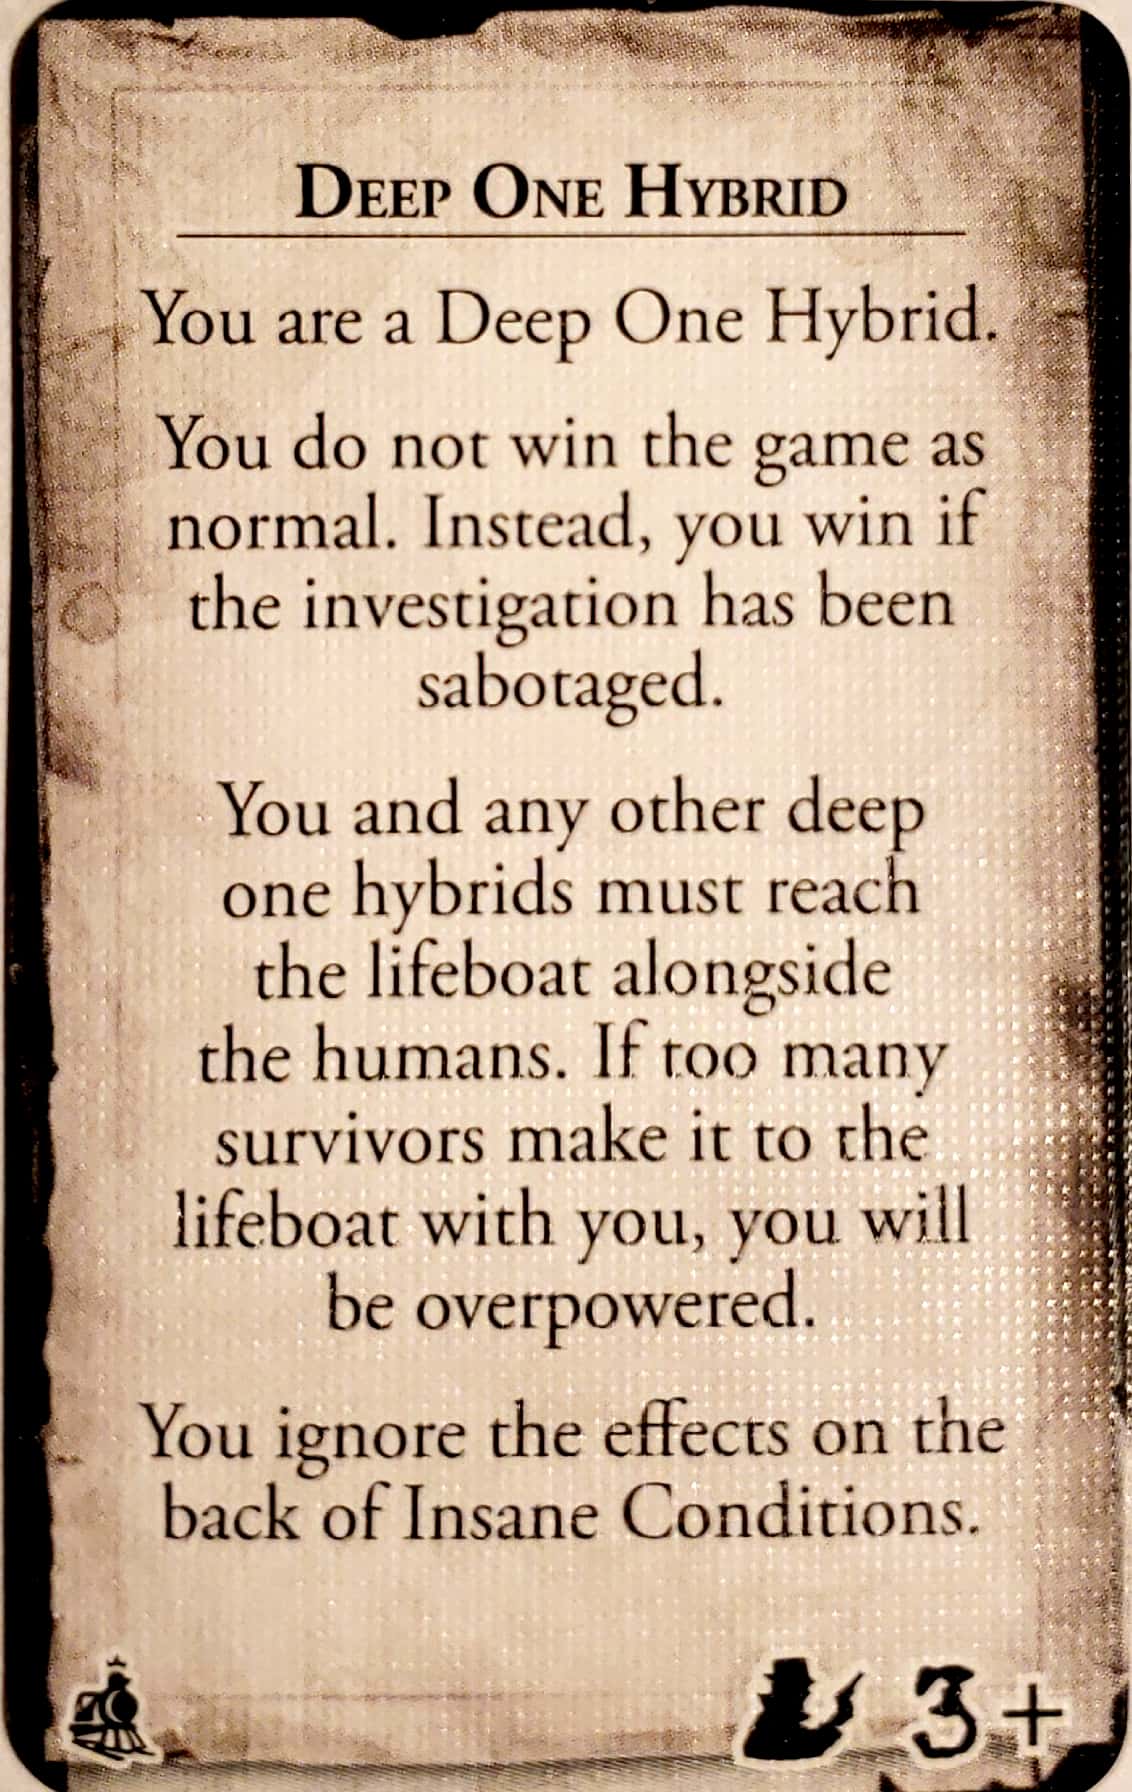 DEEP ONE HYBRID
You are a Deep One Hybrid.
You do not win the game as
normal. Instead, you win if
the investigation has been
sabotaged.
You and any other deep
one hybrids must reach
the lifeboat alongside
the humans. If too many
survivors make it to the
lifeboat with you, you will
be overpowered.
You ignore the effects on the
back of Insane Conditions.
3+